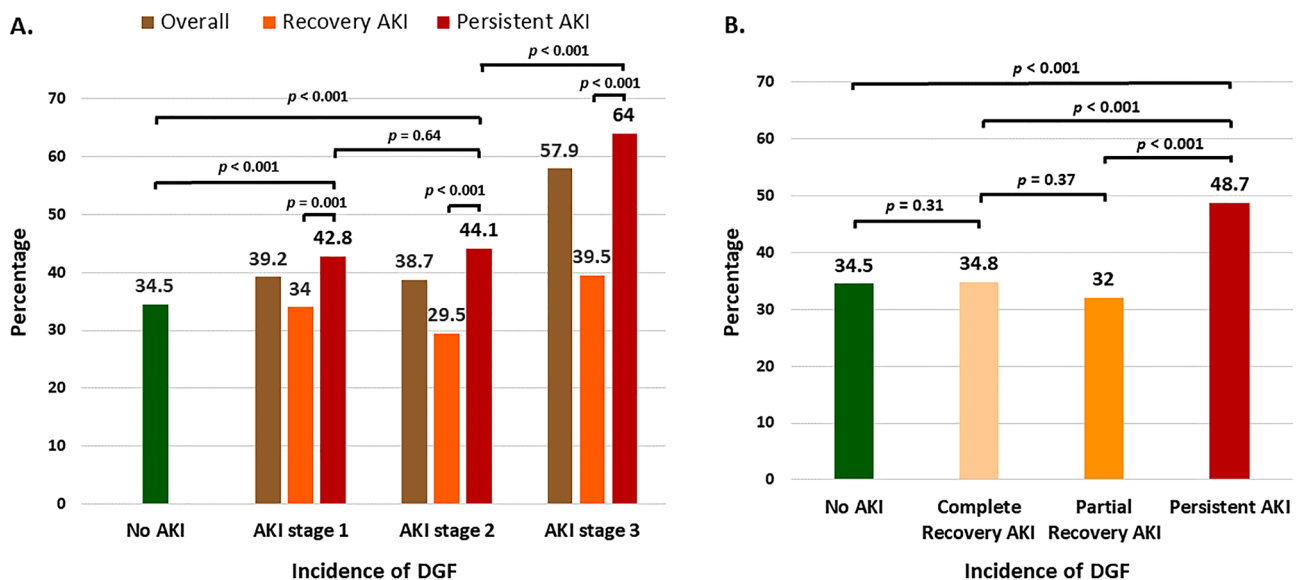 A.
Overall Recovery AKI Persistent AKI
p < 0.001
p < 0.001
p < 0.001
p = 0.64
p < 0.001
p < 0.001
p = 0.001
70
60
50
40
30
20
10
0
Percentage
34.5
39.2
34
42.8
38.7
29.5
44.1
57.9
39.5
64
No AKI AKI stage 1 AKI stage 2 AKI stage 3
Incidence of DGF
B.
p < 0.001
p < 0.001
p < 0.001
p = 0.37
p = 0.31
70
60
50
40
30
20
10
0
Percentage
34.5
34.8
32
48.7
No AKI
Complete
Recovery AKI
Partial
Recovery AKI
Persistent AKI
Incidence of DGF